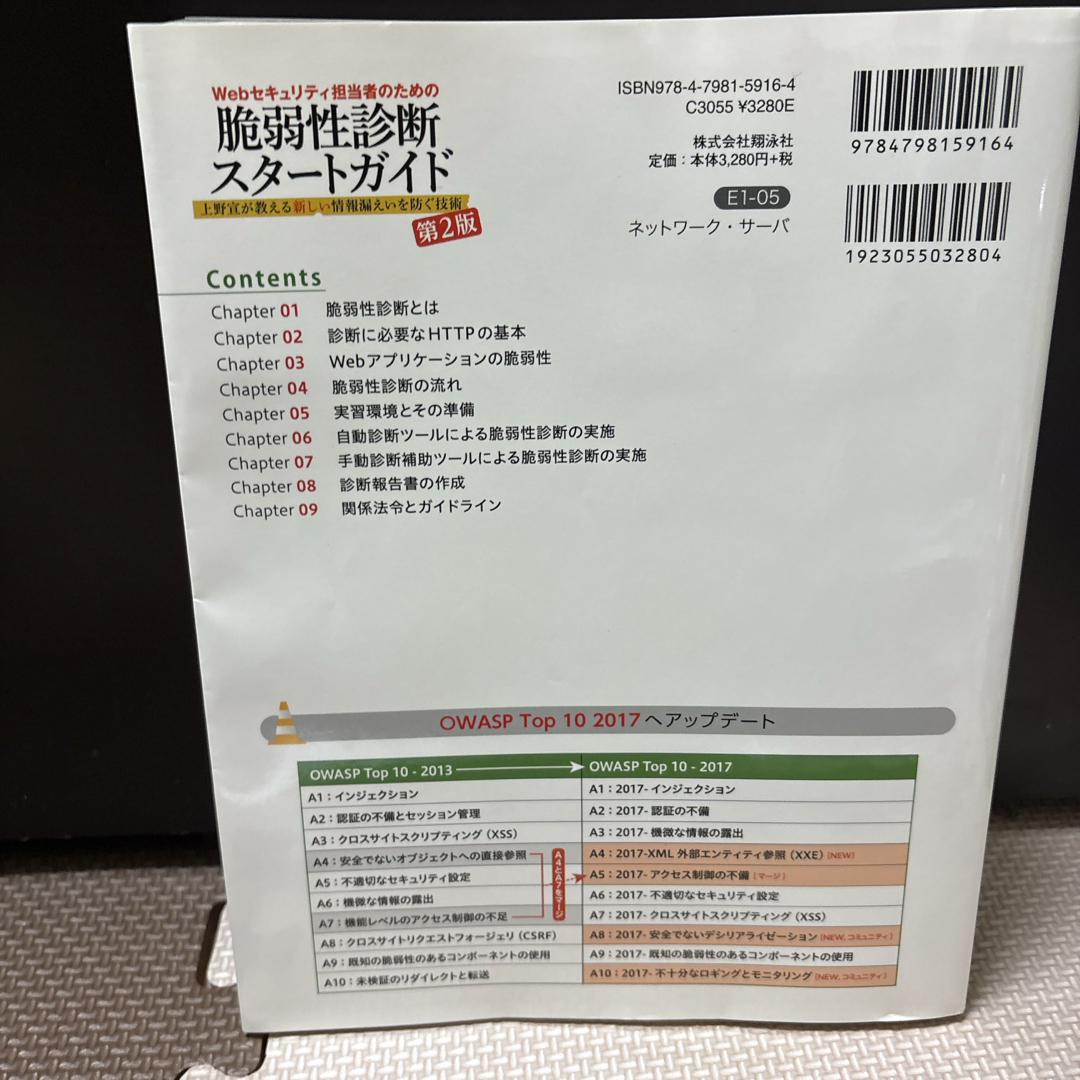 Webセキュリティ担当者のための
脆弱性診断
スタートガイド
上野宣が教える新しい情報漏えいを防ぐ技術
第2版
ISBN978-4-7981-5916-4
C3055 ¥3280E
株式会社翔泳社
定価：本体3,280円+税
E1-05
ネットワーク・サーバ
9784798159164
1923055032804
Contents
Chapter 01 脆弱性診断とは
Chapter 02 診断に必要なHTTPの基本
Chapter 03 Webアプリケーションの脆弱性
Chapter 04 脆弱性診断の流れ
Chapter 05 実習環境とその準備
Chapter 06 自動診断ツールによる脆弱性診断の実施
Chapter 07 手動診断補助ツールによる脆弱性診断の実施
Chapter 08 診断報告書の作成
Chapter 09 関係法令とガイドライン
OWASP Top 10 2017へアップデート
OWASP Top 10 - 2013
A1：インジェクション
A2：認証の不備とセッション管理
A3：クロスサイトスクリプティング（XSS）
A4：安全でないオブジェクトへの直接参照
A5：不適切なセキュリティ設定
A6：機微な情報の露出
A7：機能レベルのアクセス制御の不足
A8：クロスサイトリクエストフォージェリ（CSRF）
A9：既知の脆弱性のあるコンポーネントの使用
A10：未検証のリダイレクトと転送
A4とA7をマージ
OWASP Top 10 - 2017
A1：2017- インジェクション
A2：2017- 認証の不備
A3：2017- 機微な情報の露出
A4：2017-XML 外部エンティティ参照（XXE）［NEW］
A5：2017- アクセス制御の不備［マージ］
A6：2017- 不適切なセキュリティ設定
A7：2017- クロスサイトスクリプティング（XSS）
A8：2017- 安全でないデシリアライゼーション［NEW, コミュニティ］
A9：2017- 既知の脆弱性のあるコンポーネントの使用
A10：2017- 不十分なロギングとモニタリング［NEW, コミュニティ］